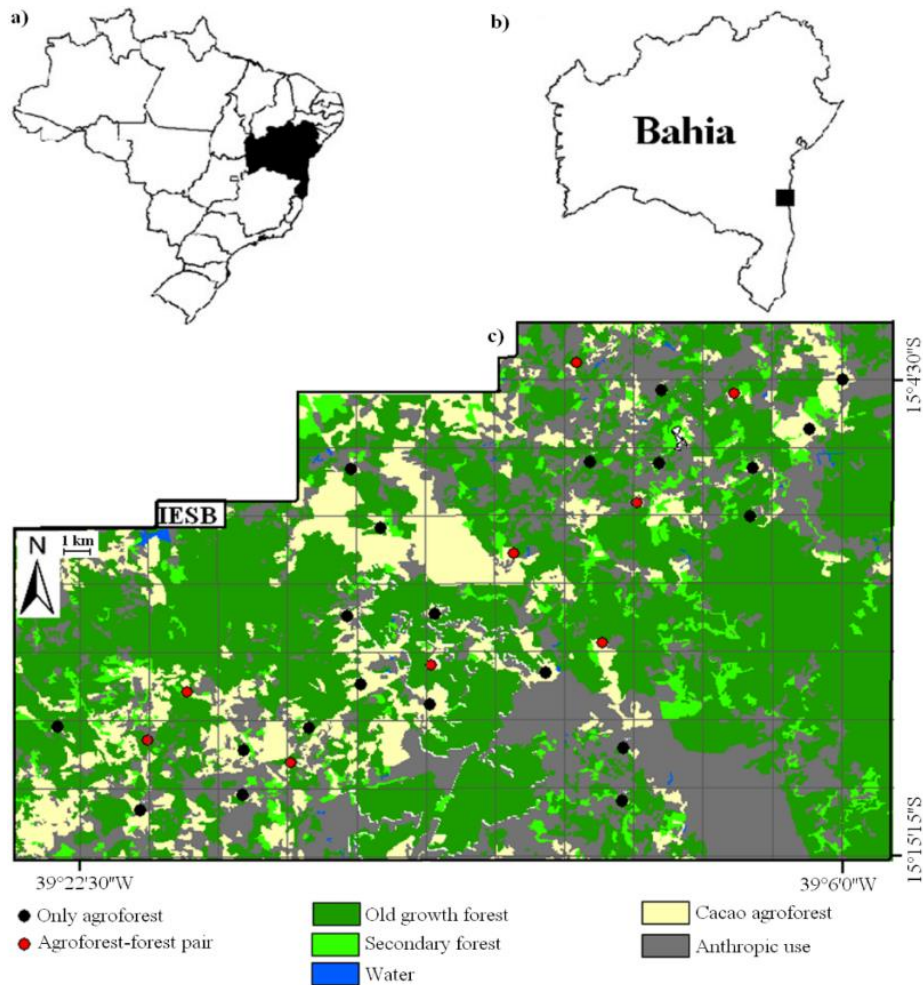 a)
b)
Bahia
c)
15°4'30"S
IESB
N
1 km
15°15'15"S
39°22'30"W
39°6'0"W
Only agroforest
Agroforest-forest pair
Old growth forest
Secondary forest
Water
Cacao agroforest
Anthropic use